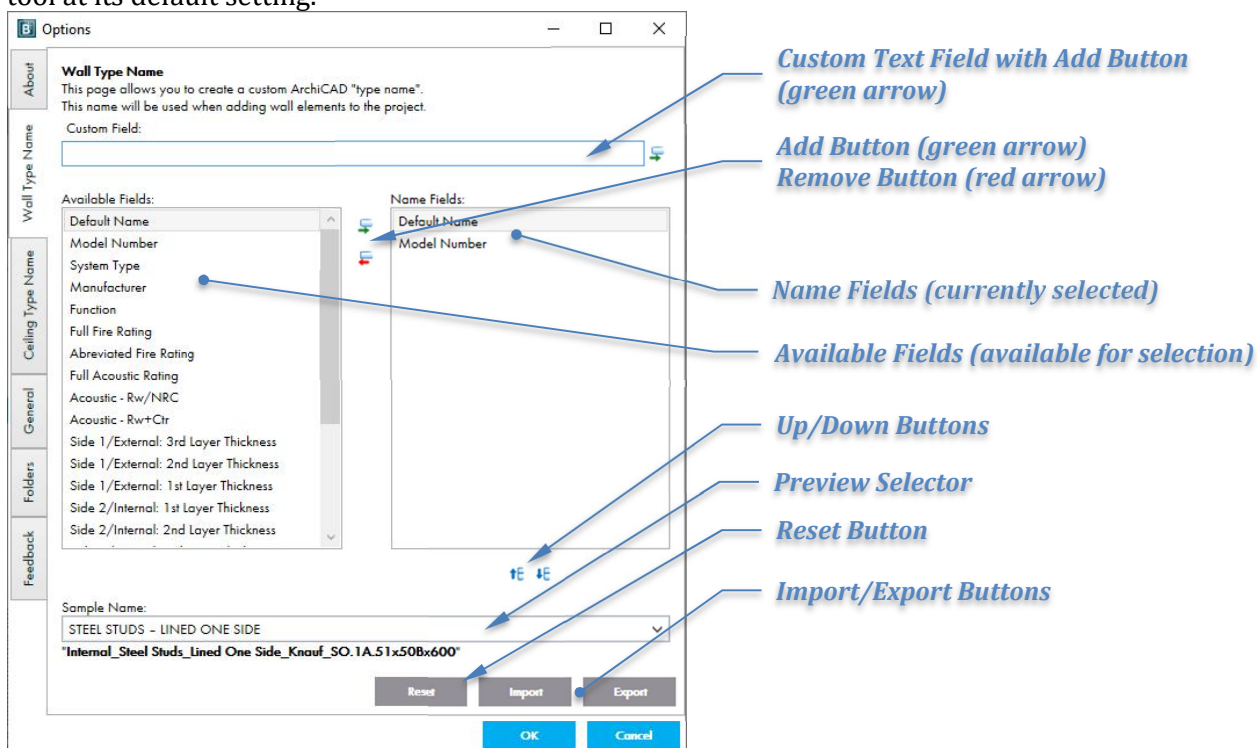 tool at its default setting.
Options
About
Wall Type Name
Ceiling Type Name
General
Folders
Feedback
Wall Type Name
This page allows you to create a custom ArchiCAD "type name".
This name will be used when adding wall elements to the project.
Custom Field:
Available Fields:
Default Name
Model Number
System Type
Manufacturer
Function
Full Fire Rating
Abreviated Fire Rating
Full Acoustic Rating
Acoustic - Rw/NRC
Acoustic - Rw+Ctr
Side 1/External: 3rd Layer Thickness
Side 1/External: 2nd Layer Thickness
Side 1/External: 1st Layer Thickness
Side 2/Internal: 1st Layer Thickness
Side 2/Internal: 2nd Layer Thickness
Name Fields:
Default Name
Model Number
Sample Name:
STEEL STUDS – LINED ONE SIDE
"Internal_Steel Studs_Lined One Side_Knauf_SO.1A.51x50Bx600"
Reset
Import
Export
OK
Cancel
Custom Text Field with Add Button
(green arrow)
Add Button (green arrow)
Remove Button (red arrow)
Name Fields (currently selected)
Available Fields (available for selection)
Up/Down Buttons
Preview Selector
Reset Button
Import/Export Buttons